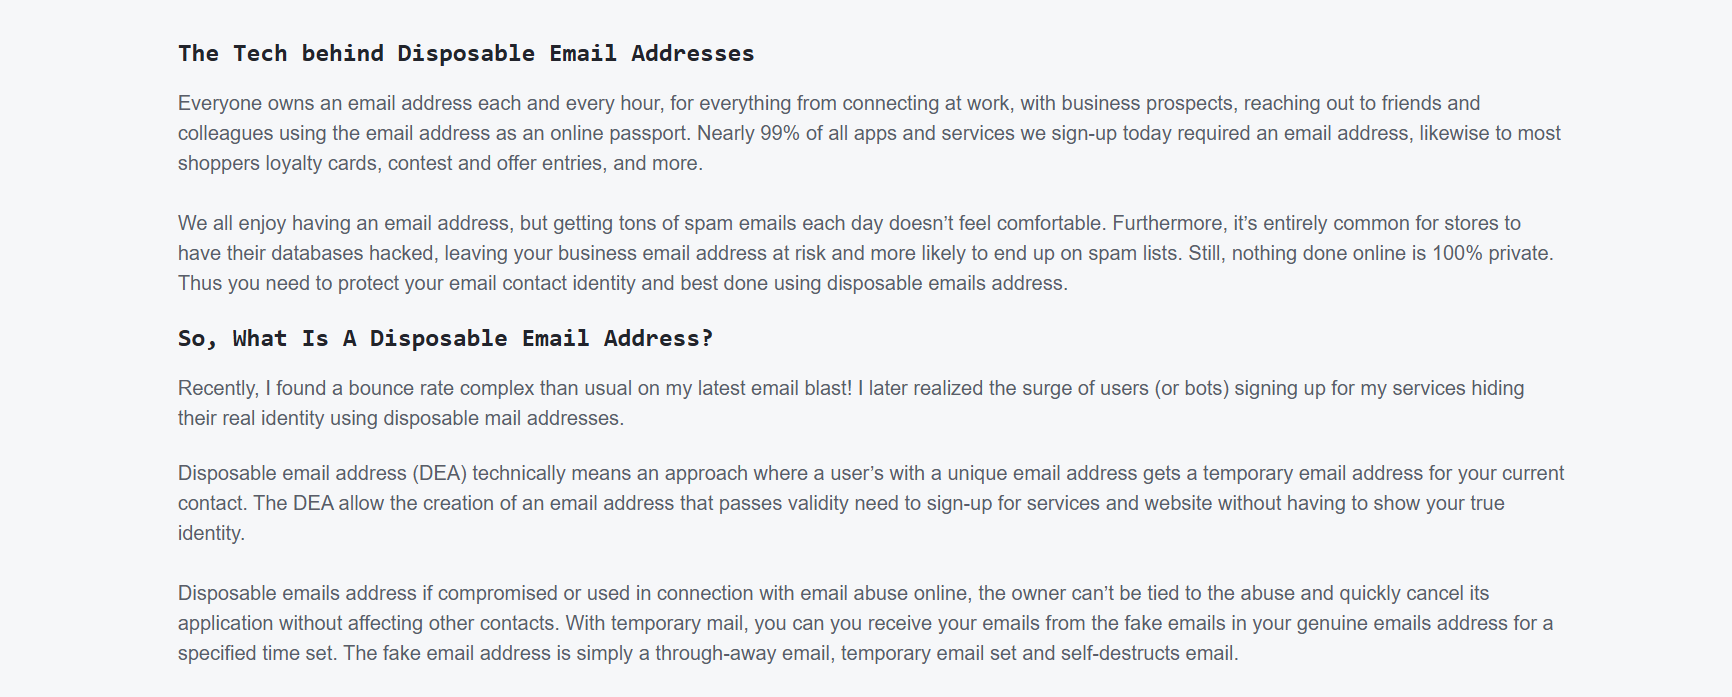 The Tech behind Disposable Email Addresses
Everyone owns an email address each and every hour, for everything from connecting at work, with business prospects, reaching out to friends and
colleagues using the email address as an online passport. Nearly 99% of all apps and services we sign-up today required an email address, likewise to most
shoppers loyalty cards, contest and offer entries, and more.
We all enjoy having an email address, but getting tons of spam emails each day doesn’t feel comfortable. Furthermore, it’s entirely common for stores to
have their databases hacked, leaving your business email address at risk and more likely to end up on spam lists. Still, nothing done online is 100% private.
Thus you need to protect your email contact identity and best done using disposable emails address.
So, What Is A Disposable Email Address?
Recently, I found a bounce rate complex than usual on my latest email blast! I later realized the surge of users (or bots) signing up for my services hiding
their real identity using disposable mail addresses.
Disposable email address (DEA) technically means an approach where a user’s with a unique email address gets a temporary email address for your current
contact. The DEA allow the creation of an email address that passes validity need to sign-up for services and website without having to show your true
identity.
Disposable emails address if compromised or used in connection with email abuse online, the owner can’t be tied to the abuse and quickly cancel its
application without affecting other contacts. With temporary mail, you can you receive your emails from the fake emails in your genuine emails address for a
specified time set. The fake email address is simply a through-away email, temporary email set and self-destructs email.